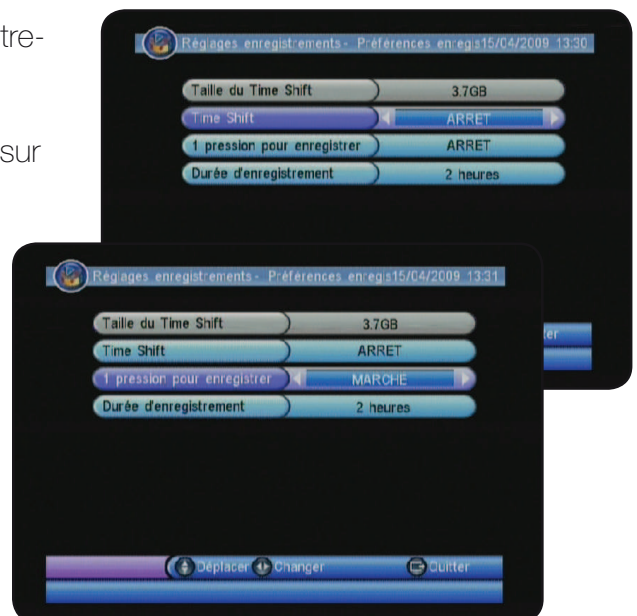 tre-
sur
Réglages enregistrements - Préférences enregis15/04/2009 13:30
Taille du Time Shift 3.7GB
Time Shift ARRET
1 pression pour enregistrer ARRET
Durée d'enregistrement 2 heures
ter
Réglages enregistrements - Préférences enregis15/04/2009 13:31
Taille du Time Shift 3.7GB
Time Shift ARRET
1 pression pour enregistrer MARCHE
Durée d'enregistrement 2 heures
Déplacer Changer Quitter